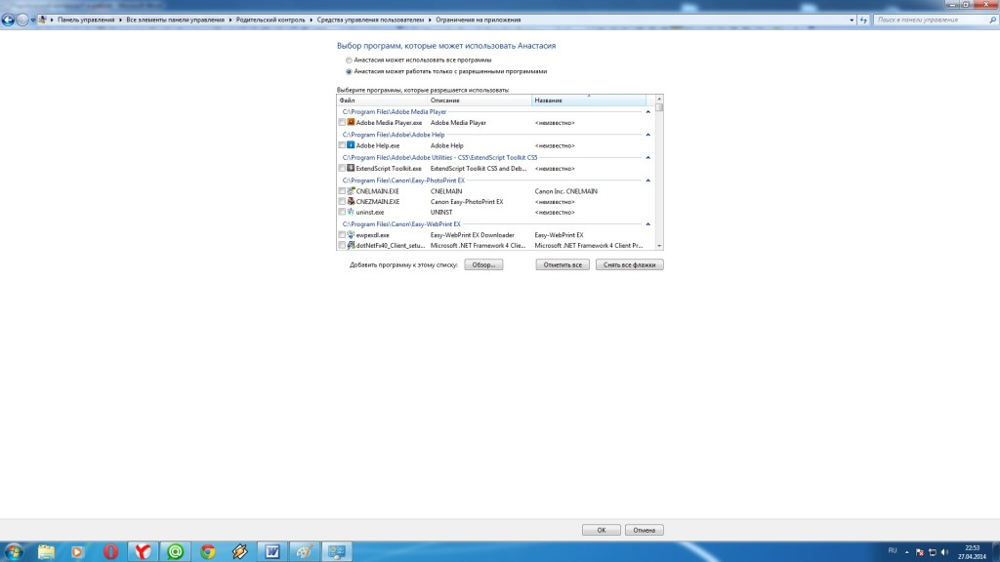 Панель управления ▸ Все элементы панели управления ▸ Родительский контроль ▸ Средства управления пользователем ▸ Ограничения на приложения
Поиск в панели управления
Выбор программ, которые может использовать Анастасия
Анастасия может использовать все программы
Анастасия может работать только с разрешенными программами
Выберите программы, которые разрешается использовать:
Файл Описание Название
C:\Program Files\Adobe Media Player
Adobe Media Player.exe Adobe Media Player <неизвестно>
C:\Program Files\Adobe\Adobe Help
Adobe Help.exe Adobe Help <неизвестно>
C:\Program Files\Adobe\Adobe Utilities - CS5\ExtendScript Toolkit CS5
ExtendScript Toolkit.exe ExtendScript Toolkit CS5 and Deb... <неизвестно>
C:\Program Files\Canon\Easy-PhotoPrint EX
CNELMAIN.EXE CNELMAIN Canon Inc. CNELMAIN
CNEZMAIN.EXE Canon Easy-PhotoPrint EX <неизвестно>
uninst.exe UNINST <неизвестно>
C:\Program Files\Canon\Easy-WebPrint EX
ewpexdl.exe Easy-WebPrint EX Downloader Easy-WebPrint EX
dotNetFx40_Client_setu... Microsoft .NET Framework 4 Clie... Microsoft .NET Framework 4 Client Pr...
Добавить программу к этому списку: Обзор... Отметить все Снять все флажки
ОК Отмена
RU 22:53
27.04.2014